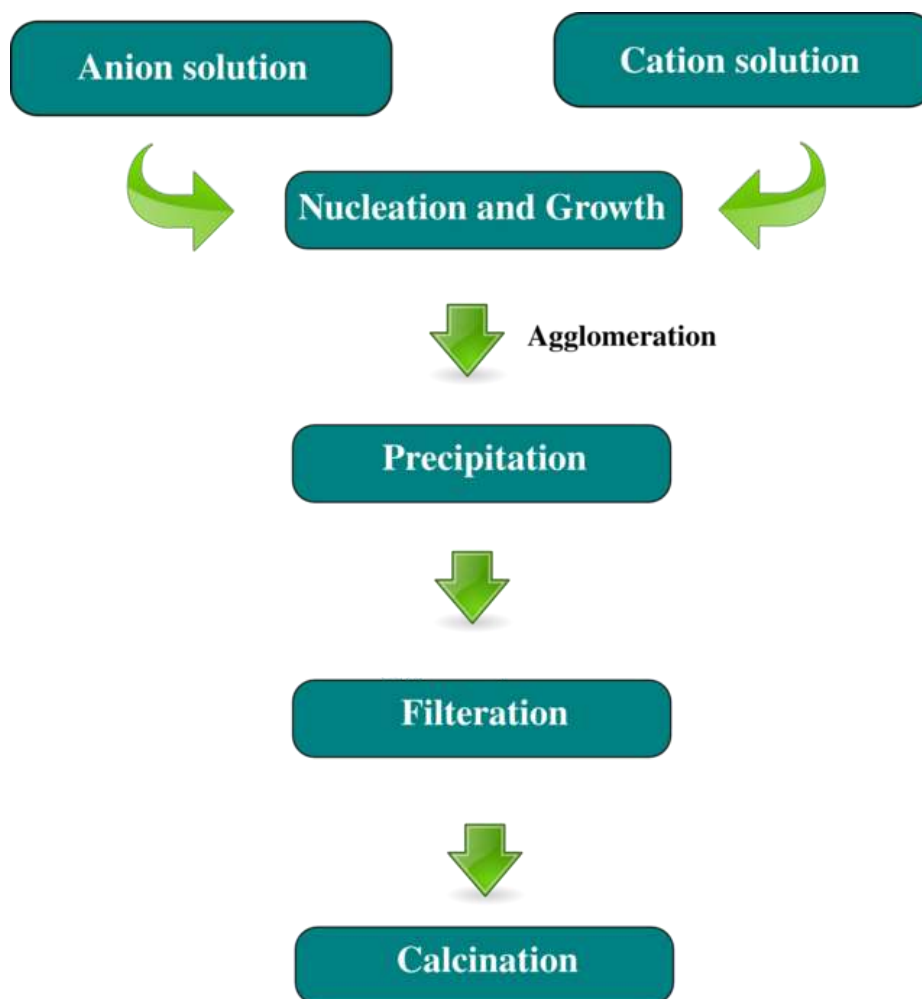 Anion solution
Cation solution
Nucleation and Growth
Agglomeration
Precipitation
Filteration
Calcination